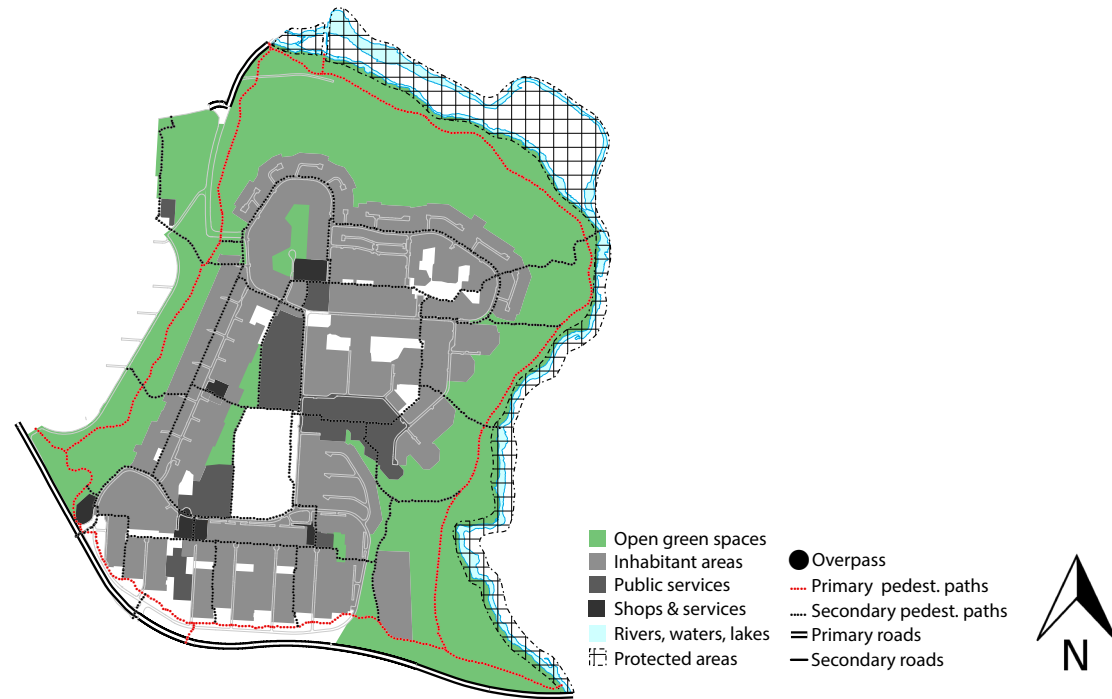 Open green spaces
Inhabitant areas
Public services
Shops & services
Rivers, waters, lakes
Protected areas
Overpass
Primary pedest. paths
Secondary pedest. paths
Primary roads
Secondary roads
N